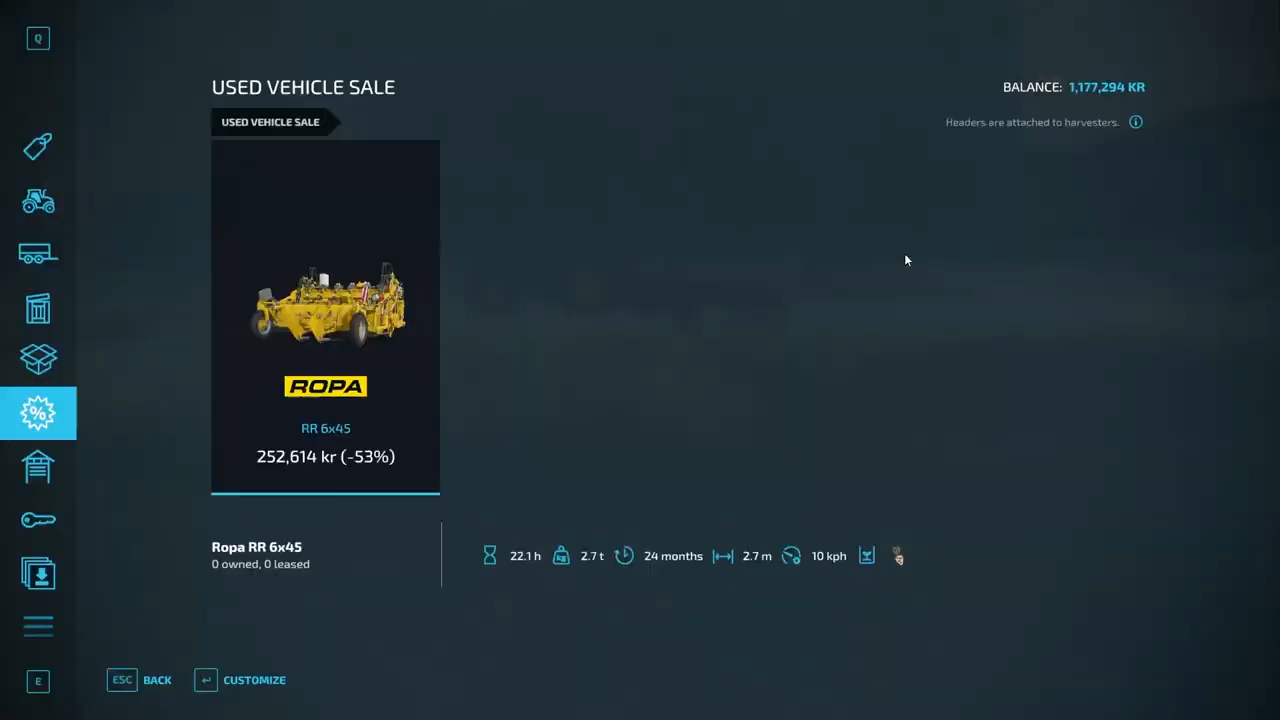 Q
USED VEHICLE SALE
BALANCE: 1,177,294 KR
USED VEHICLE SALE
Headers are attached to harvesters.
ROPA
RR 6x45
252,614 kr (-53%)
Ropa RR 6x45
0 owned, 0 leased
22.1 h
kg
2.7 t
24 months
2.7 m
10 kph
%
E
ESC BACK
CUSTOMIZE